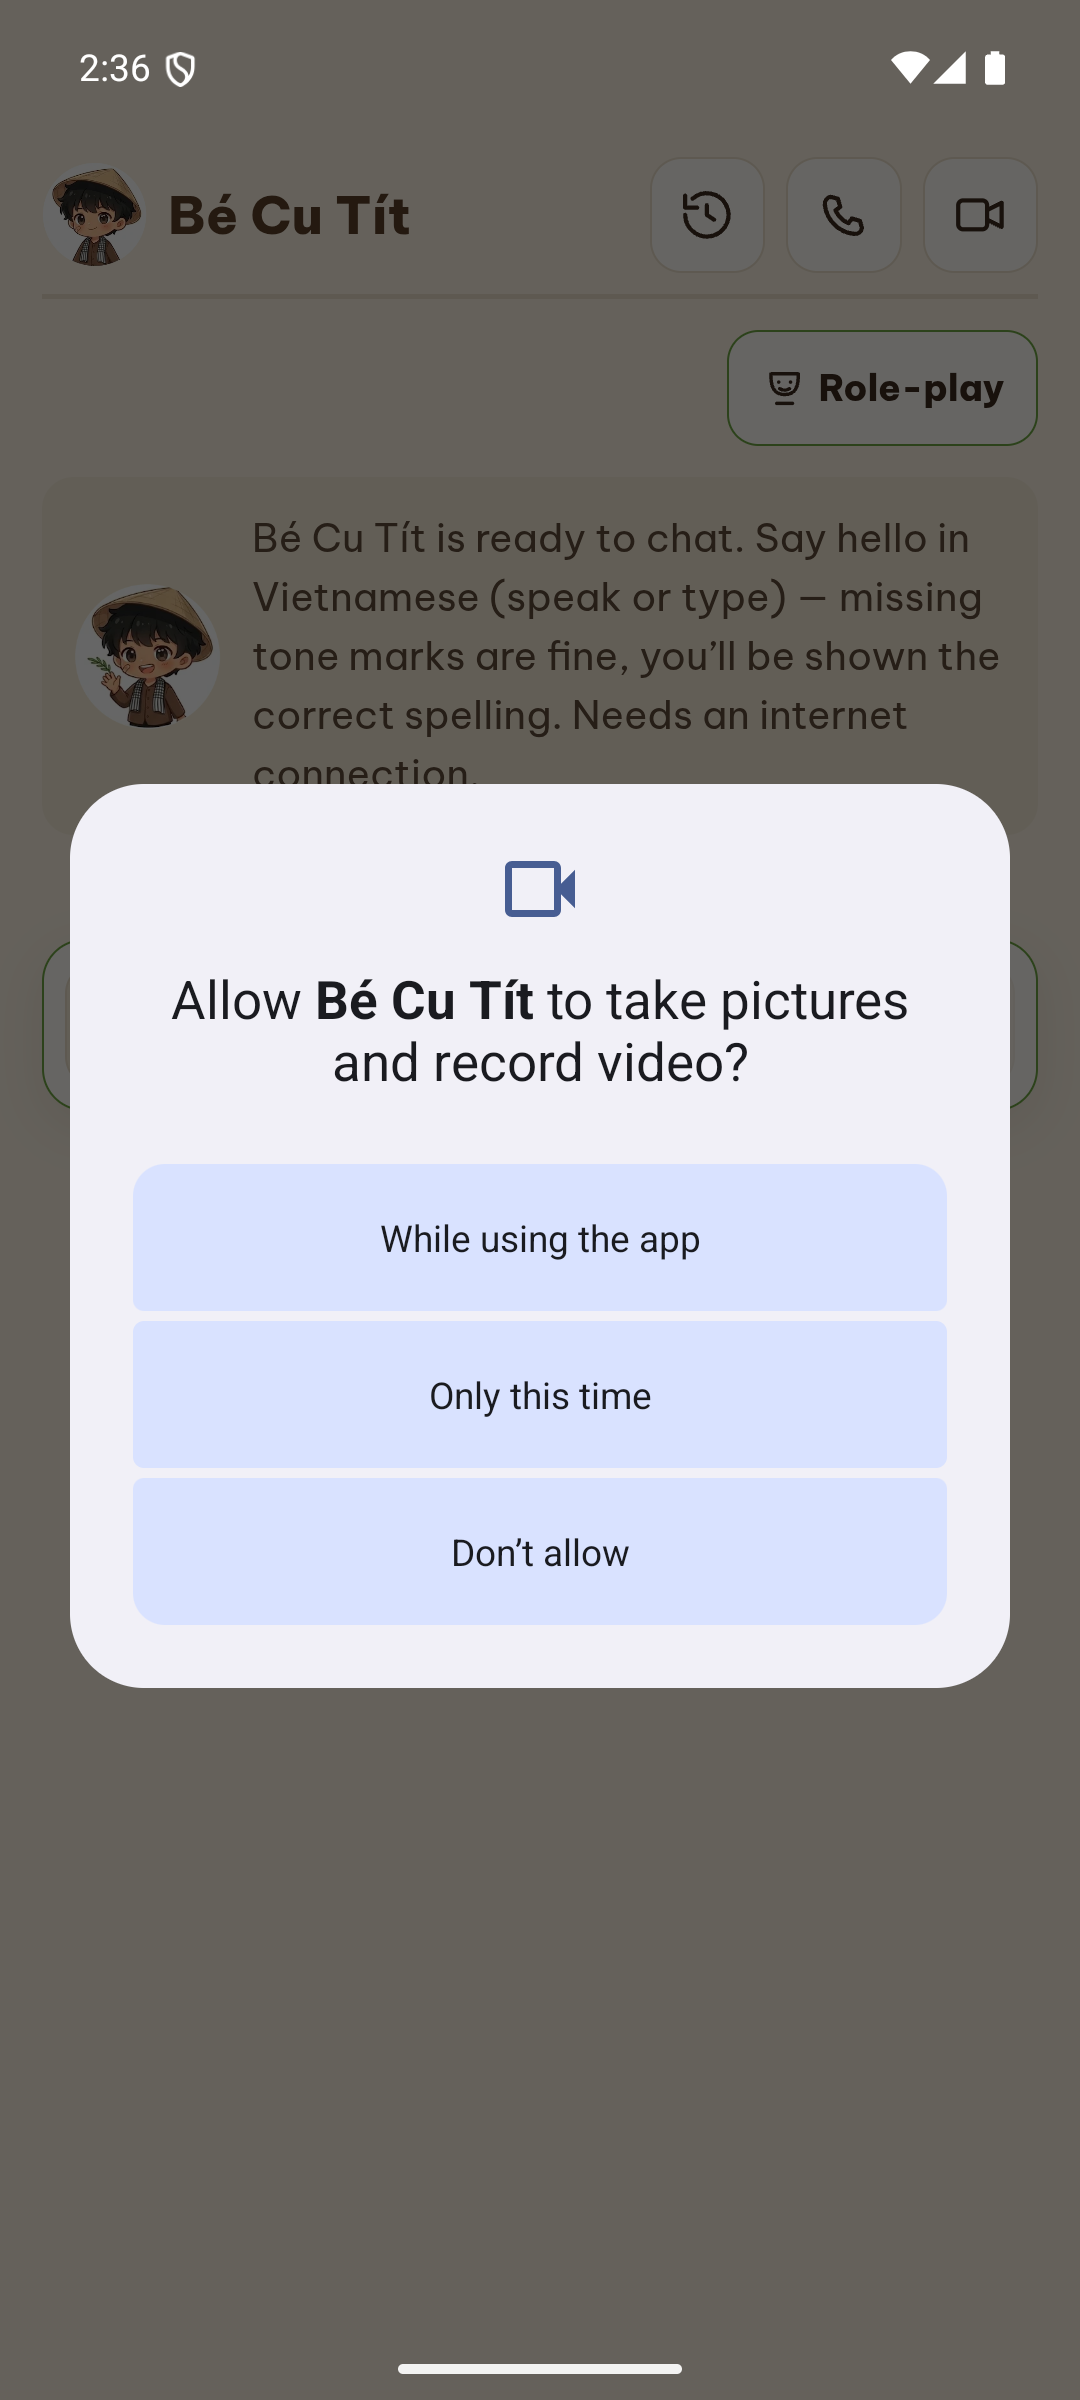 2:36
Bé Cu Tít
Role-play
Bé Cu Tít is ready to chat. Say hello in
Vietnamese (speak or type) — missing
tone marks are fine, you’ll be shown the
correct spelling. Needs an internet
connection.
Allow Bé Cu Tít to take pictures
and record video?
While using the app
Only this time
Don’t allow